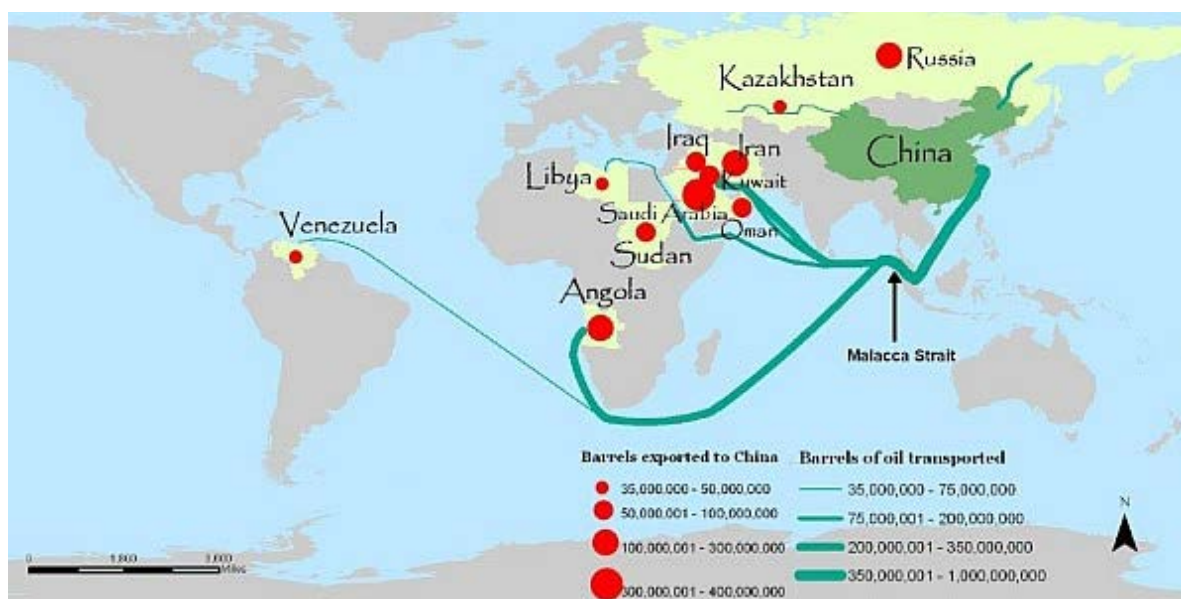 Russia
Kazakhstan
Iraq
Iran
China
Libya
Kuwait
Saudi Arabia
Oman
Venezuela
Sudan
Angola
Malacca Strait
Barrels exported to China
35,000,000 - 50,000,000
50,000,001 - 100,000,000
100,000,001 - 300,000,000
300,000,001 - 400,000,000
Barrels of oil transported
35,000,000 - 75,000,000
75,000,001 - 200,000,000
200,000,001 - 350,000,000
350,000,001 - 1,000,000,000
N
0
Miles